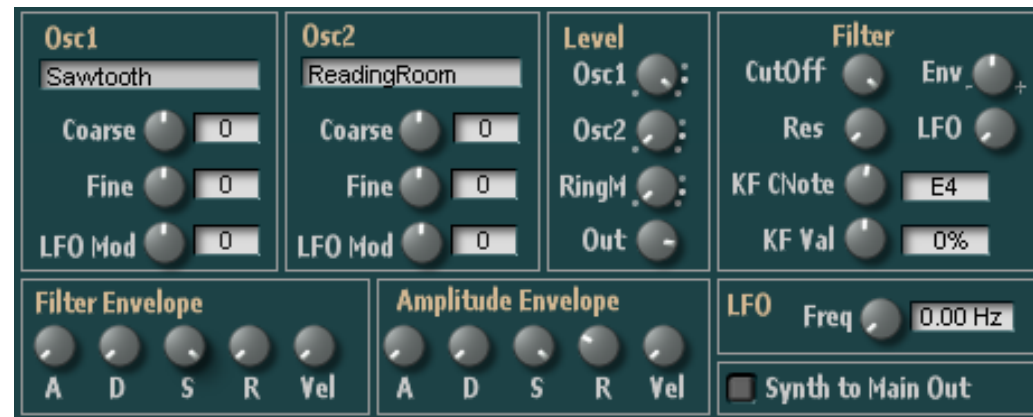 Osc1
Sawtooth
Coarse 0
Fine 0
LFO Mod 0
Osc2
ReadingRoom
Coarse 0
Fine 0
LFO Mod 0
Level
Osc1
Osc2
RingM
Out
Filter
CutOff Env - +
Res LFO
KF CNote E4
KF Val 0%
Filter Envelope
A D S R Vel
Amplitude Envelope
A D S R Vel
LFO Freq 0.00 Hz
Synth to Main Out